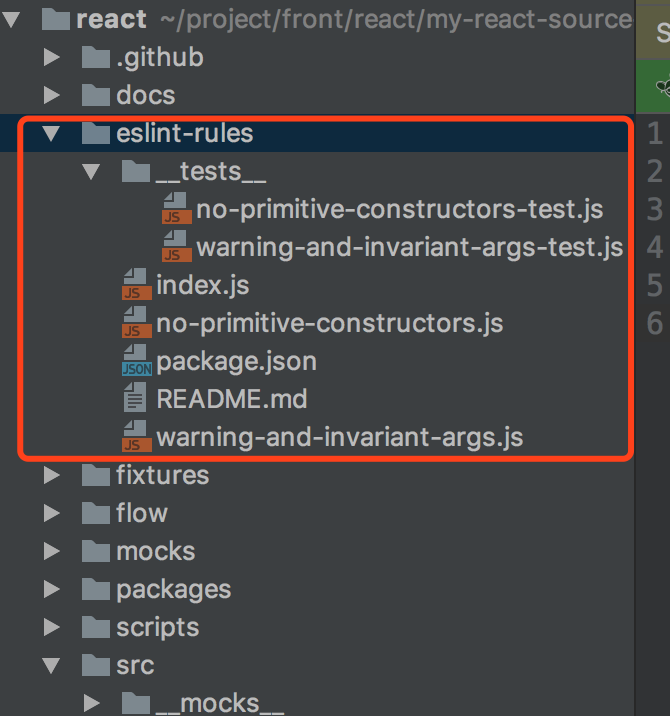 react ~/project/front/react/my-react-source
.github
docs
eslint-rules
__tests__
JS no-primitive-constructors-test.js
JS warning-and-invariant-args-test.js
JS index.js
JS no-primitive-constructors.js
JSON package.json
README.md
JS warning-and-invariant-args.js
fixtures
flow
mocks
packages
scripts
src
__mocks__
S
1
2
3
4
5
6